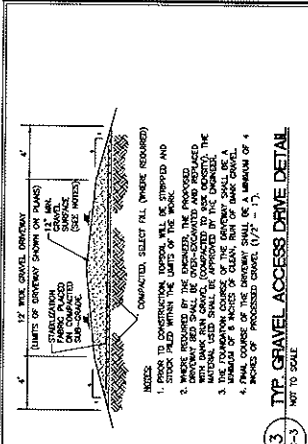 12' WIDE GRAVEL DRIVEWAY
(LIMITS OF DRIVEWAY SHOWN ON PLANS)
4'
4'
STABILIZATION
FABRIC PLACED
ON COMPACTED
SUB-GRADE
12" MIN.
GRAVEL
SURFACE
(SEE NOTES)
COMPACTED, SELECT FILL (WHERE REQUIRED)
NOTES:
1. PRIOR TO CONSTRUCTION, TOPSOIL WILL BE STRIPPED AND
STOCK PILED WITHIN THE LIMITS OF THE WORK.
2. WHERE REQUIRED BY THE ENGINEER, THE PROPOSED
DRIVEWAY BED SHALL BE OVER-EXCAVATED AND REPLACED
WITH BANK RUN GRAVEL (COMPACTED TO 95% DENSITY). THE
MATERIAL USED SHALL BE APPROVED BY THE ENGINEER.
3. THE FOUNDATION COURSE OF THE DRIVEWAY SHALL BE A
MINIMUM OF 8 INCHES OF CLEAN, RUN OF BANK GRAVEL.
4. FINAL COURSE OF THE DRIVEWAY SHALL BE A MINIMUM OF 4
INCHES OF PROCESSED GRAVEL (1/2" - 1").
3
TYP. GRAVEL ACCESS DRIVE DETAIL
NOT TO SCALE